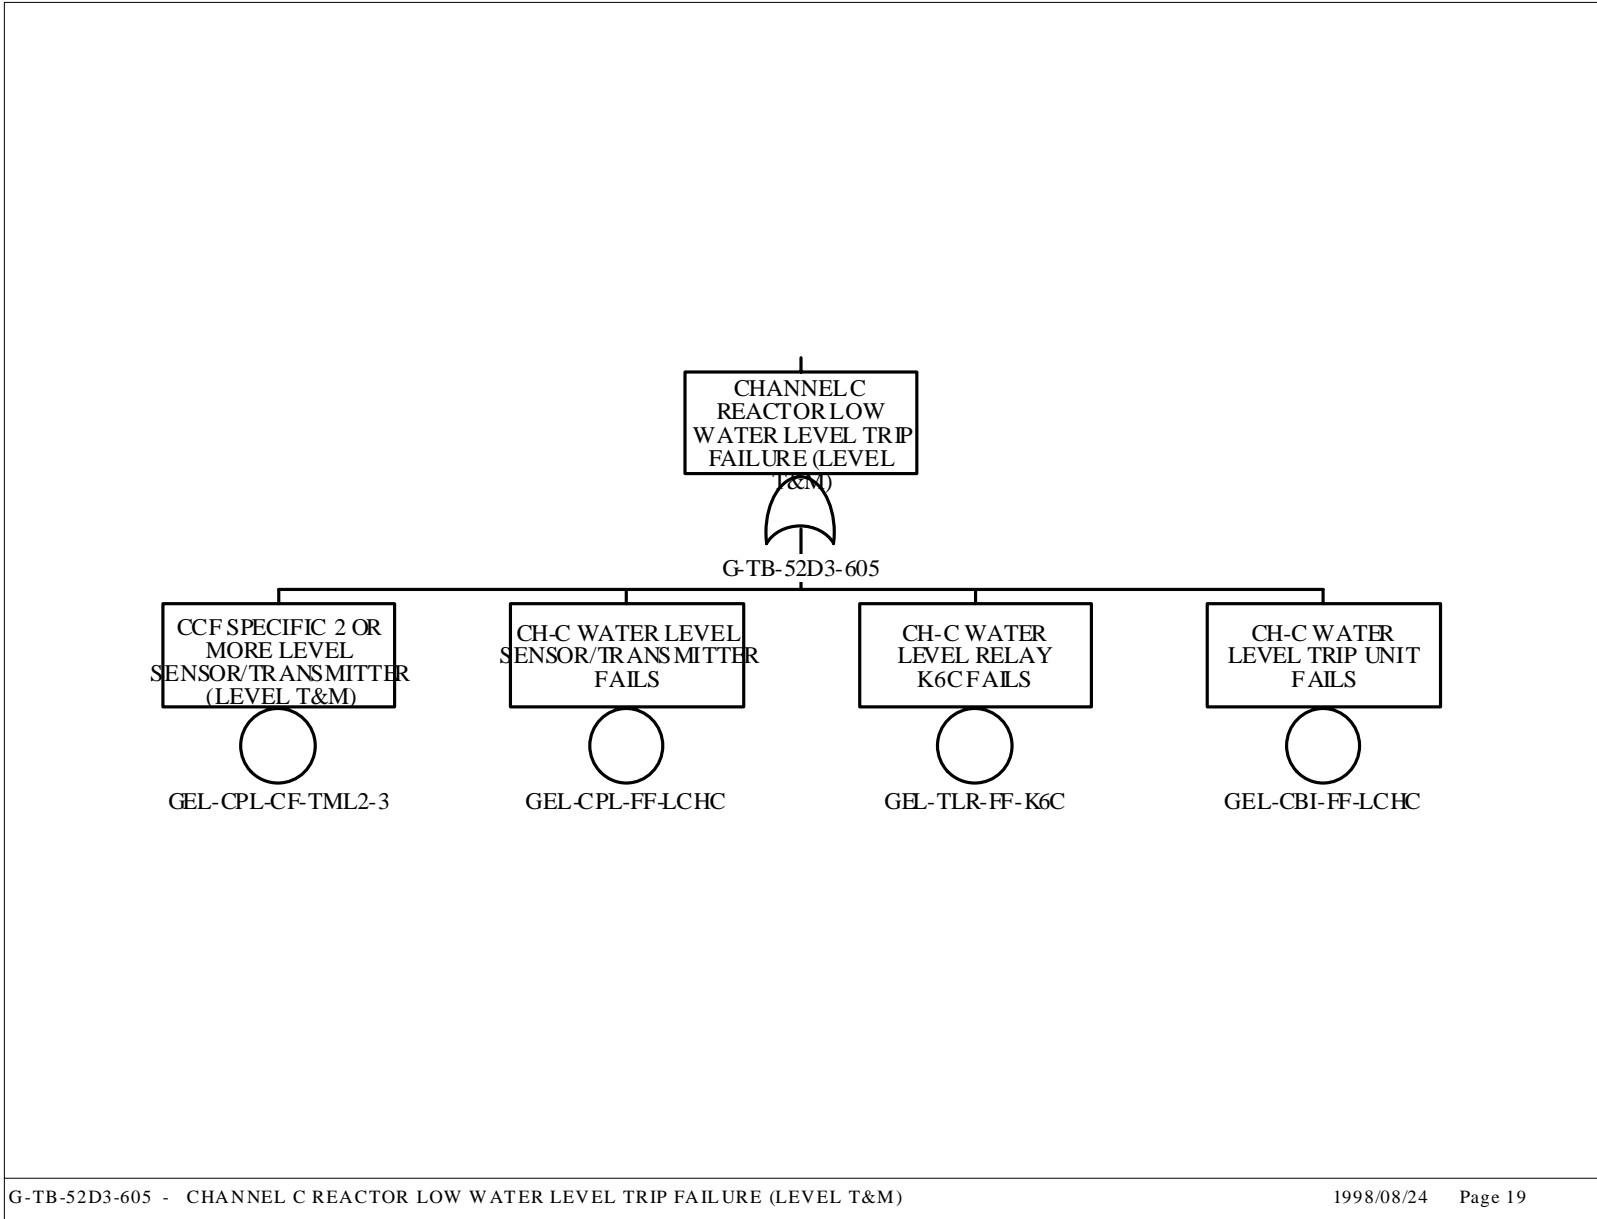 CHANNEL C
REACTOR LOW
WATER LEVEL TRIP
FAILURE (LEVEL
T&M)
G-TB-52D3-605
CCF SPECIFIC 2 OR
MORE LEVEL
SENSOR/TRANSMITTER
(LEVEL T&M)
GEL-CPL-CF-TML2-3
CH-C WATER LEVEL
SENSOR/TRANSMITTER
FAILS
GEL-CPL-FF-LCHC
CH-C WATER
LEVEL RELAY
K6C FAILS
GEL-TLR-FF-K6C
CH-C WATER
LEVEL TRIP UNIT
FAILS
GEL-CBI-FF-LCHC
G-TB-52D3-605 - CHANNEL C REACTOR LOW WATER LEVEL TRIP FAILURE (LEVEL T&M) 1998/08/24 Page 19